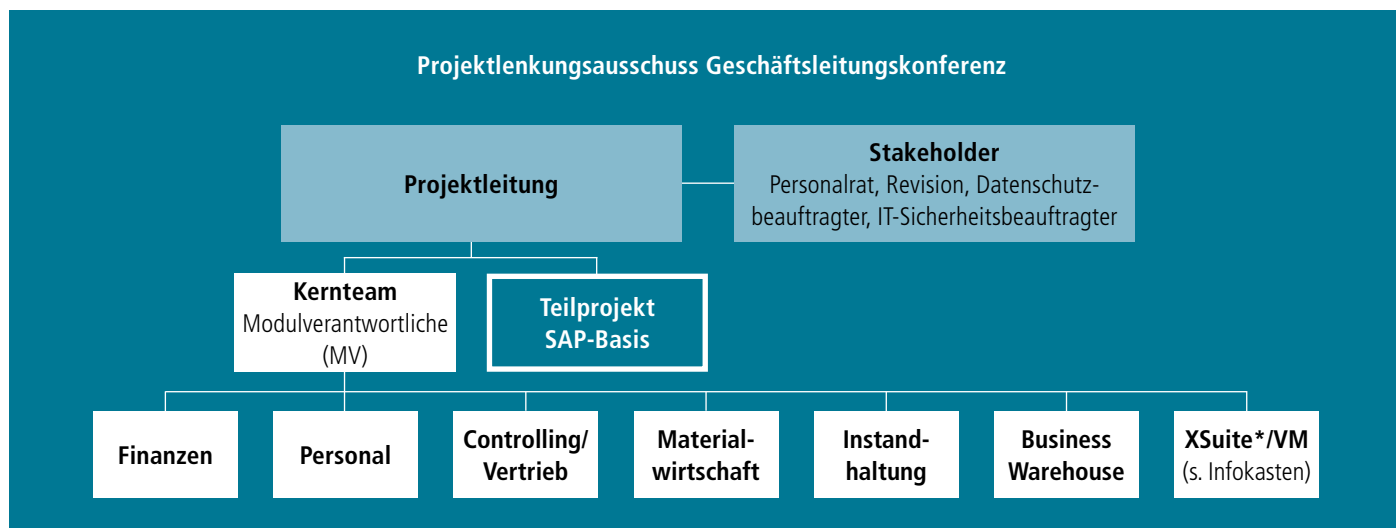 Projektlenkungsausschuss Geschäftsleitungskonferenz
Projektleitung
Stakeholder
Personalrat, Revision, Datenschutz-
beauftragter, IT-Sicherheitsbeauftragter
Kernteam
Modulverantwortliche
(MV)
Teilprojekt
SAP-Basis
Finanzen
Personal
Controlling/
Vertrieb
Material-
wirtschaft
Instand-
haltung
Business
Warehouse
XSuite*/VM
(s. Infokasten)